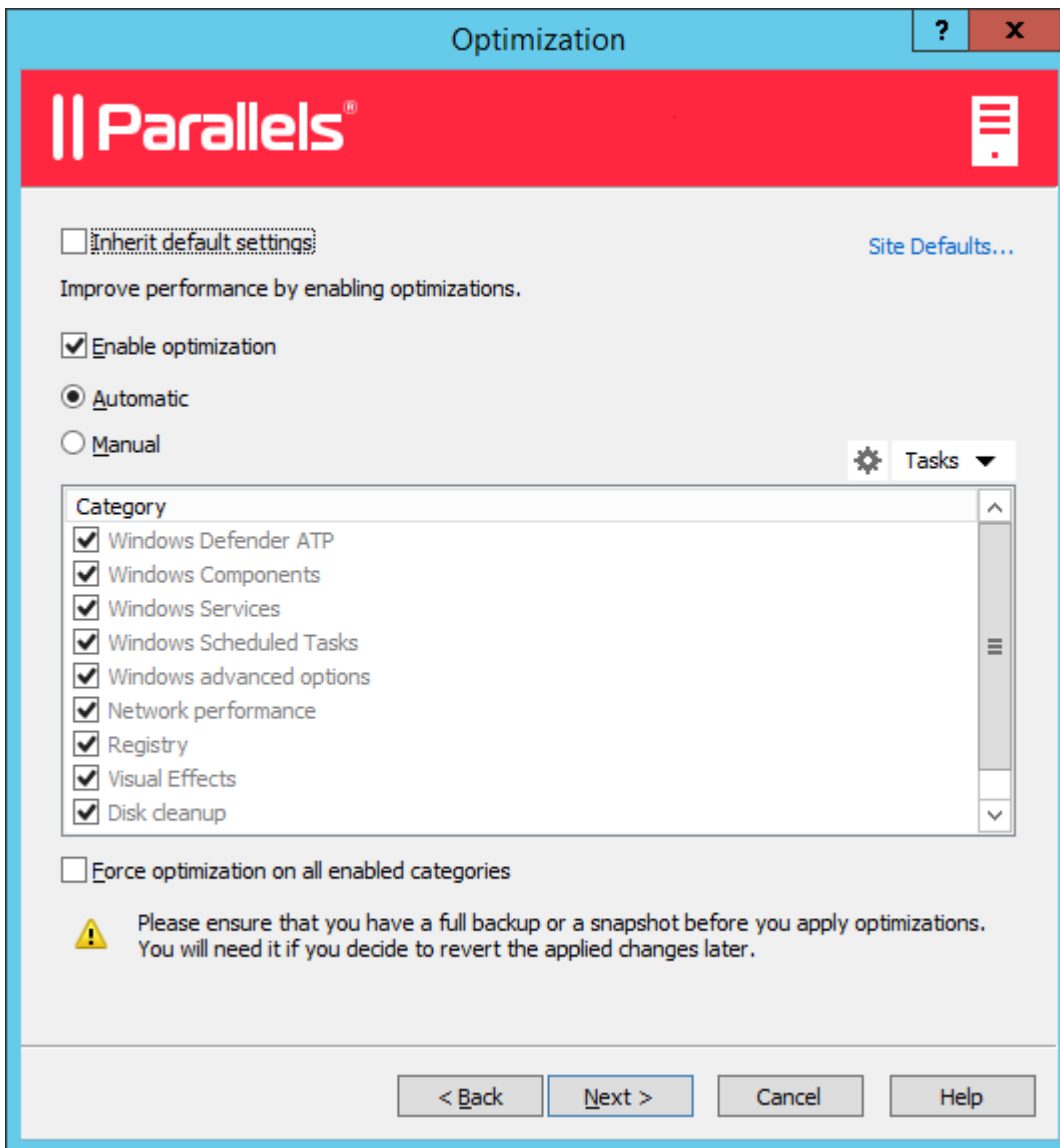 Optimization
? x
Parallels®
Inherit default settings
Site Defaults...
Improve performance by enabling optimizations.
Enable optimization
Automatic
Manual
Tasks
Category
Windows Defender ATP
Windows Components
Windows Services
Windows Scheduled Tasks
Windows advanced options
Network performance
Registry
Visual Effects
Disk cleanup
Force optimization on all enabled categories
Please ensure that you have a full backup or a snapshot before you apply optimizations.
You will need it if you decide to revert the applied changes later.
< Back Next > Cancel Help